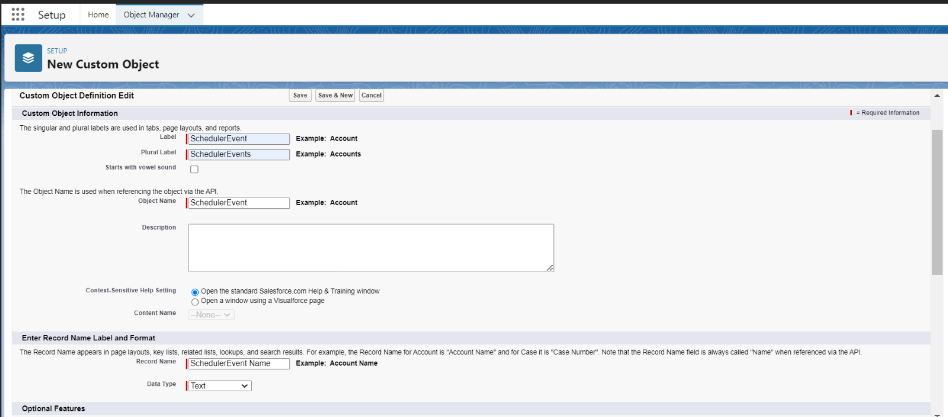 Setup Home Object Manager
SETUP
New Custom Object
Custom Object Definition Edit Save Save & New Cancel
Custom Object Information = Required Information
The singular and plural labels are used in tabs, page layouts, and reports.
Label SchedulerEvent Example: Account
Plural Label SchedulerEvents Example: Accounts
Starts with vowel sound
The Object Name is used when referencing the object via the API.
Object Name SchedulerEvent Example: Account
Description
Context-Sensitive Help Setting Open the standard Salesforce.com Help & Training window
Open a window using a Visualforce page
Content Name --None--
Enter Record Name Label and Format
The Record Name appears in page layouts, key lists, related lists, lookups, and search results. For example, the Record Name for Account is "Account Name" and for Case it is "Case Number". Note that the Record Name field is always called "Name" when referenced via the API.
Record Name SchedulerEvent Name Example: Account Name
Data Type Text
Optional Features